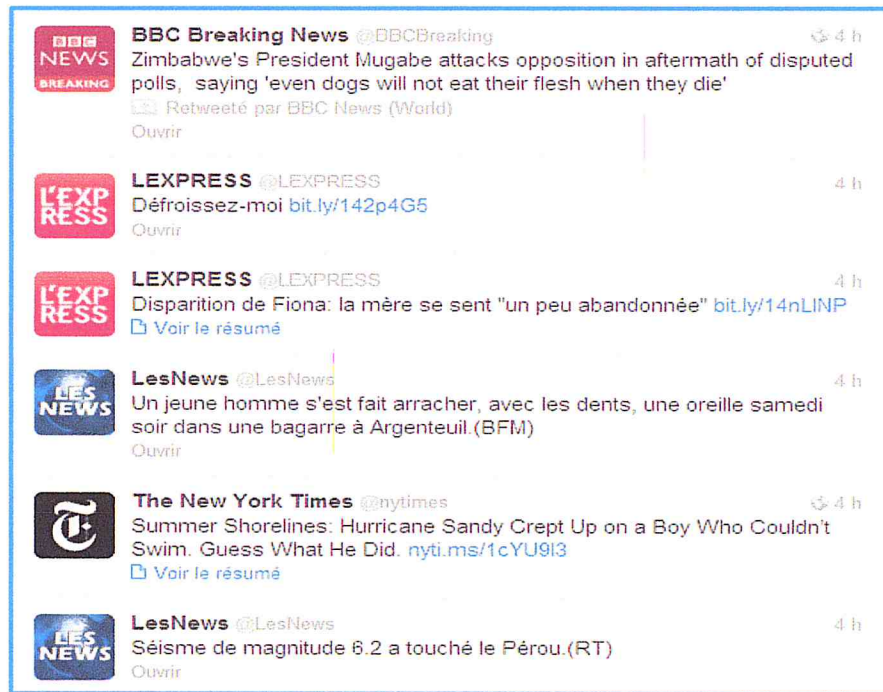 BBC
NEWS
BREAKING
BBC Breaking News @BBCBreaking 4 h
Zimbabwe's President Mugabe attacks opposition in aftermath of disputed
polls, saying 'even dogs will not eat their flesh when they die'
Retweeté par BBC News (World)
Ouvrir
L'EXP
RESS
LEXPRESS @LEXPRESS 4 h
Défroissez-moi bit.ly/142p4G5
Ouvrir
L'EXP
RESS
LEXPRESS @LEXPRESS 4 h
Disparition de Fiona: la mère se sent "un peu abandonnée" bit.ly/14nLlNP
Voir le résumé
LES
NEWS
LesNews @LesNews 4 h
Un jeune homme s'est fait arracher, avec les dents, une oreille samedi
soir dans une bagarre à Argenteuil.(BFM)
Ouvrir
T
The New York Times @nytimes 4 h
Summer Shorelines: Hurricane Sandy Crept Up on a Boy Who Couldn't
Swim. Guess What He Did. nyti.ms/1cYU9I3
Voir le résumé
LES
NEWS
LesNews @LesNews 4 h
Séisme de magnitude 6.2 a touché le Pérou.(RT)
Ouvrir